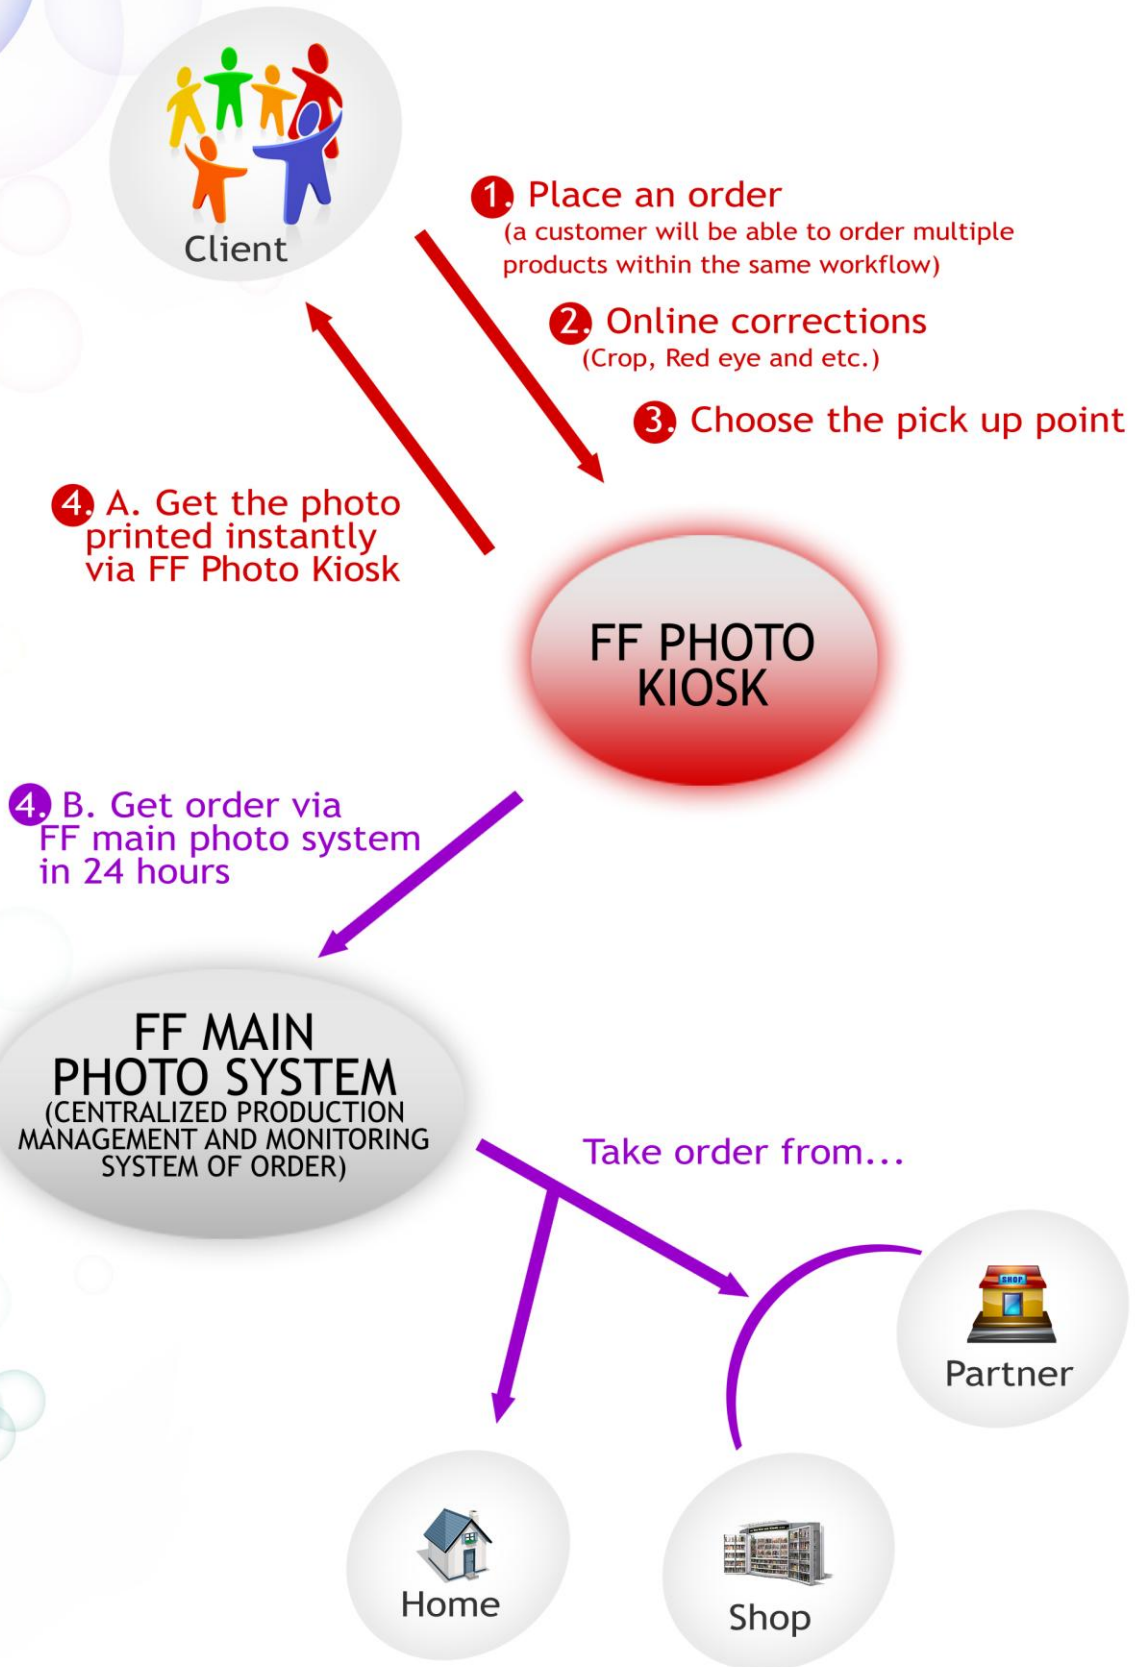 Client
1. Place an order
(a customer will be able to order multiple
products within the same workflow)
2. Online corrections
(Crop, Red eye and etc.)
3. Choose the pick up point
4. A. Get the photo
printed instantly
via FF Photo Kiosk
FF PHOTO
KIOSK
4. B. Get order via
FF main photo system
in 24 hours
FF MAIN
PHOTO SYSTEM
(CENTRALIZED PRODUCTION
MANAGEMENT AND MONITORING
SYSTEM OF ORDER)
Take order from...
SHOP
Partner
Home
Shop